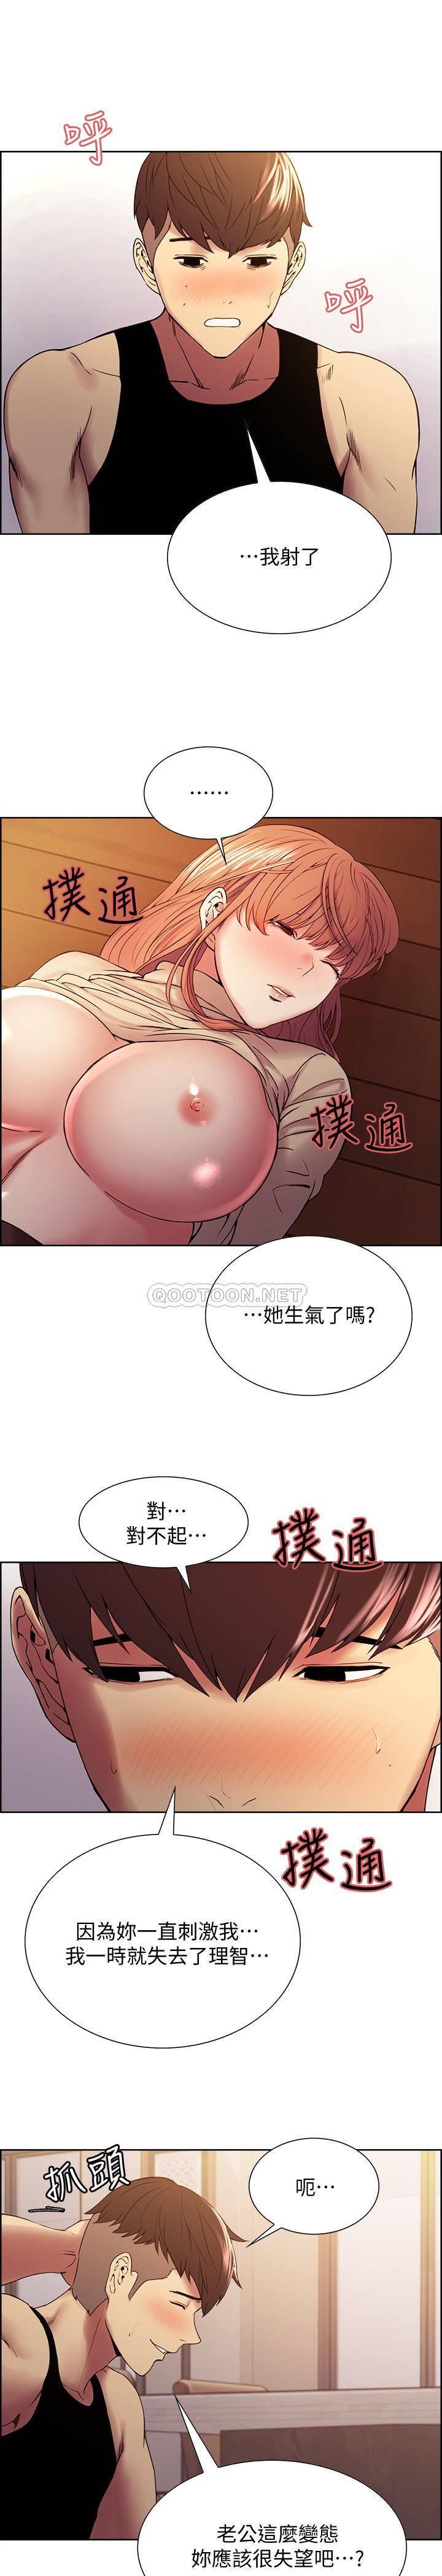 呼
呼
…我射了
……
撲通
撲通
QOOTOON.NET
…她生氣了嗎?
對…
對不起…
撲通
撲通
因為妳一直刺激我…
我一時就失去了理智…
抓頭
呃…
老公這麼變態
妳應該很失望吧…?